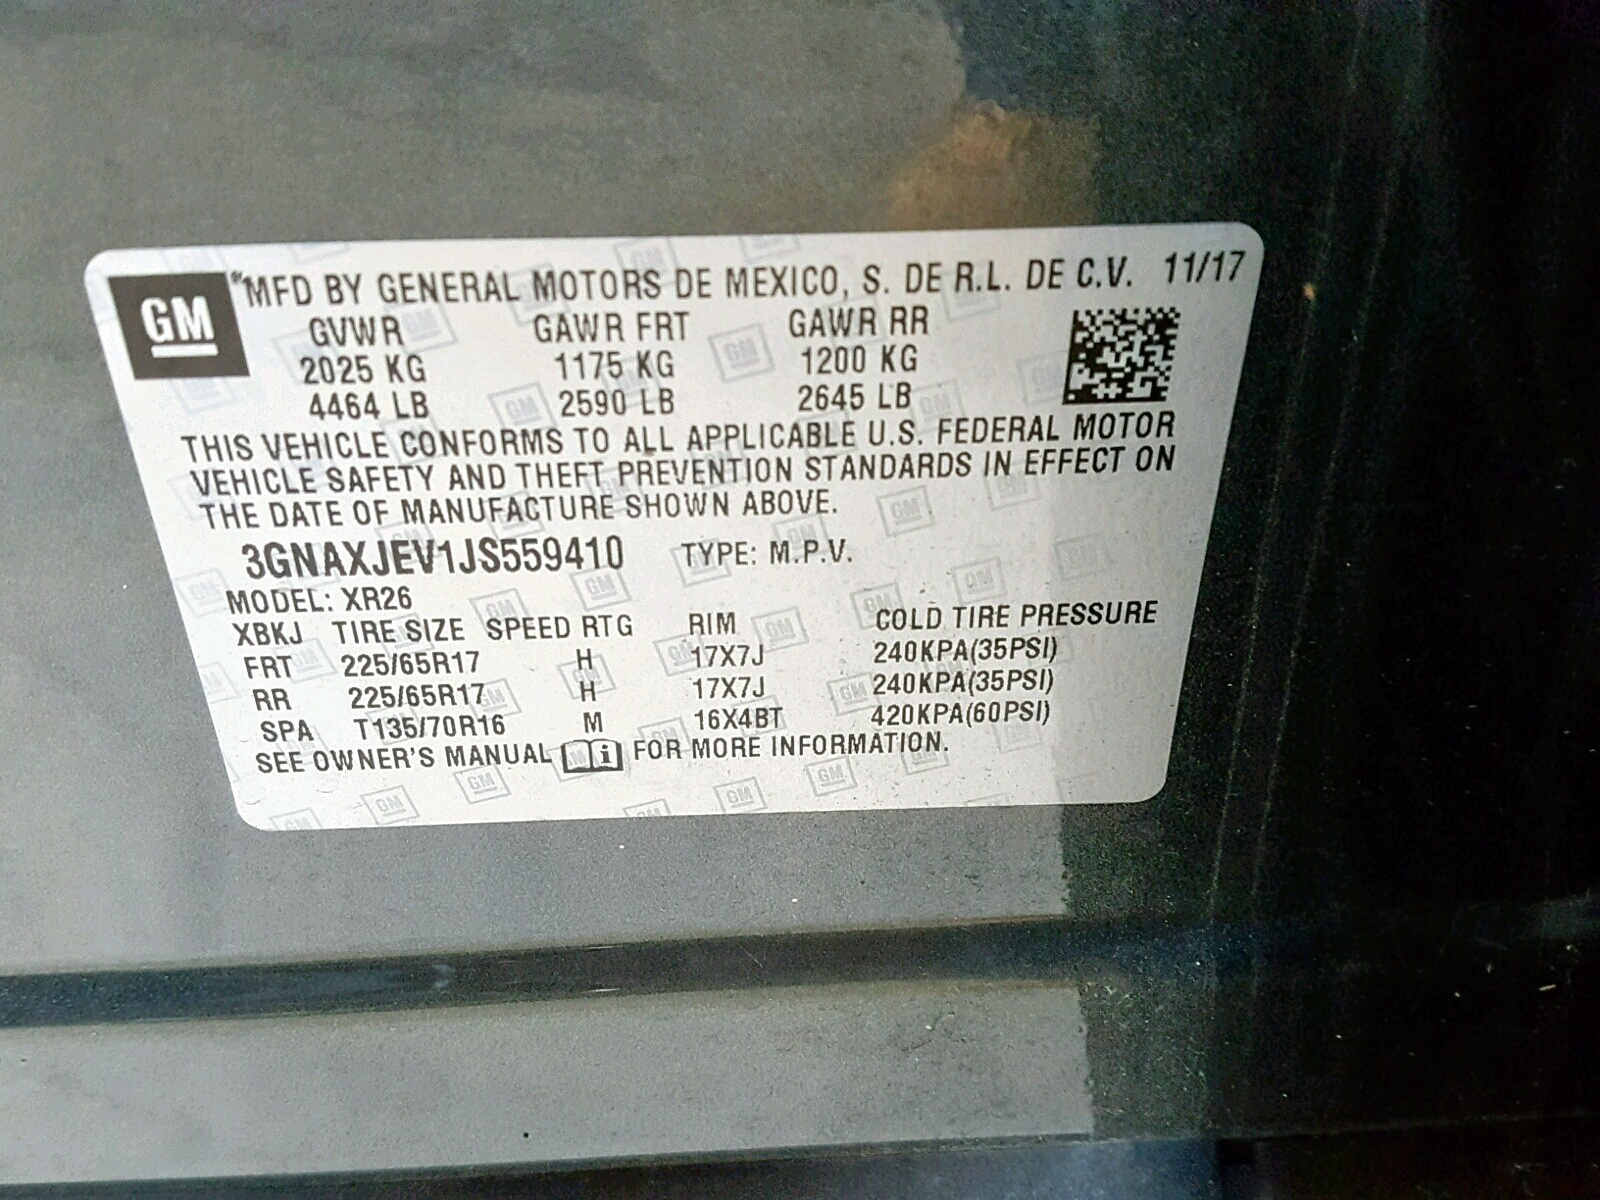 GM
MFD BY GENERAL MOTORS DE MEXICO, S. DE R.L. DE C.V. 11/17
GVWR GAWR FRT GAWR RR
2025 KG 1175 KG 1200 KG
4464 LB 2590 LB 2645 LB
THIS VEHICLE CONFORMS TO ALL APPLICABLE U.S. FEDERAL MOTOR
VEHICLE SAFETY AND THEFT PREVENTION STANDARDS IN EFFECT ON
THE DATE OF MANUFACTURE SHOWN ABOVE.
3GNAXJEV1JS559410 TYPE: M.P.V.
MODEL: XR26
XBKJ TIRE SIZE SPEED RTG RIM COLD TIRE PRESSURE
FRT 225/65R17 H 17X7J 240KPA(35PSI)
RR 225/65R17 H 17X7J 240KPA(35PSI)
SPA T135/70R16 M 16X4BT 420KPA(60PSI)
SEE OWNER'S MANUAL FOR MORE INFORMATION.